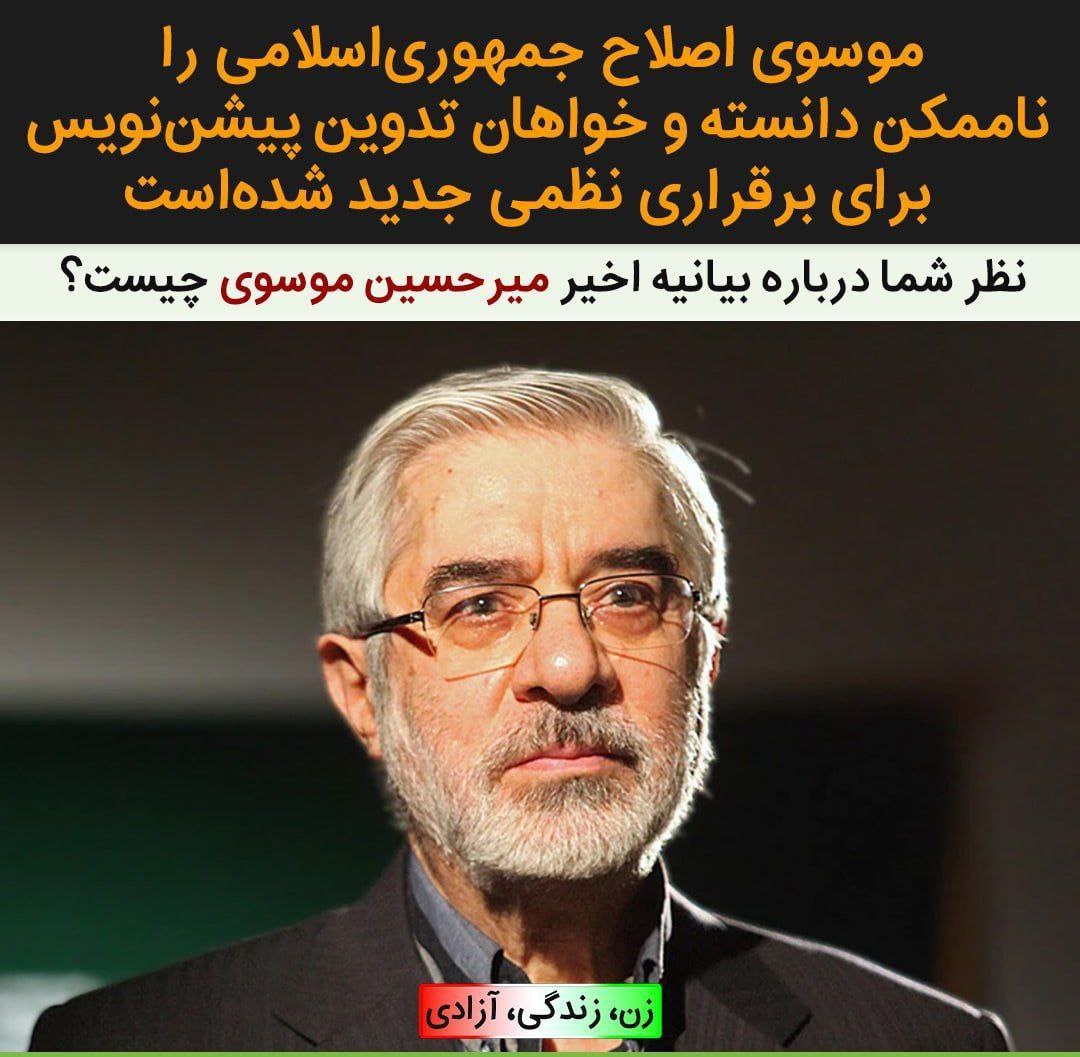 موسوی اصلاح جمهوری‌اسلامی را
ناممکن دانسته و خواهان تدوین پیش‌نویس
برای برقراری نظمی جدید شده‌است
نظر شما درباره بیانیه اخیر میرحسین موسوی چیست؟
زن، زندگی، آزادی